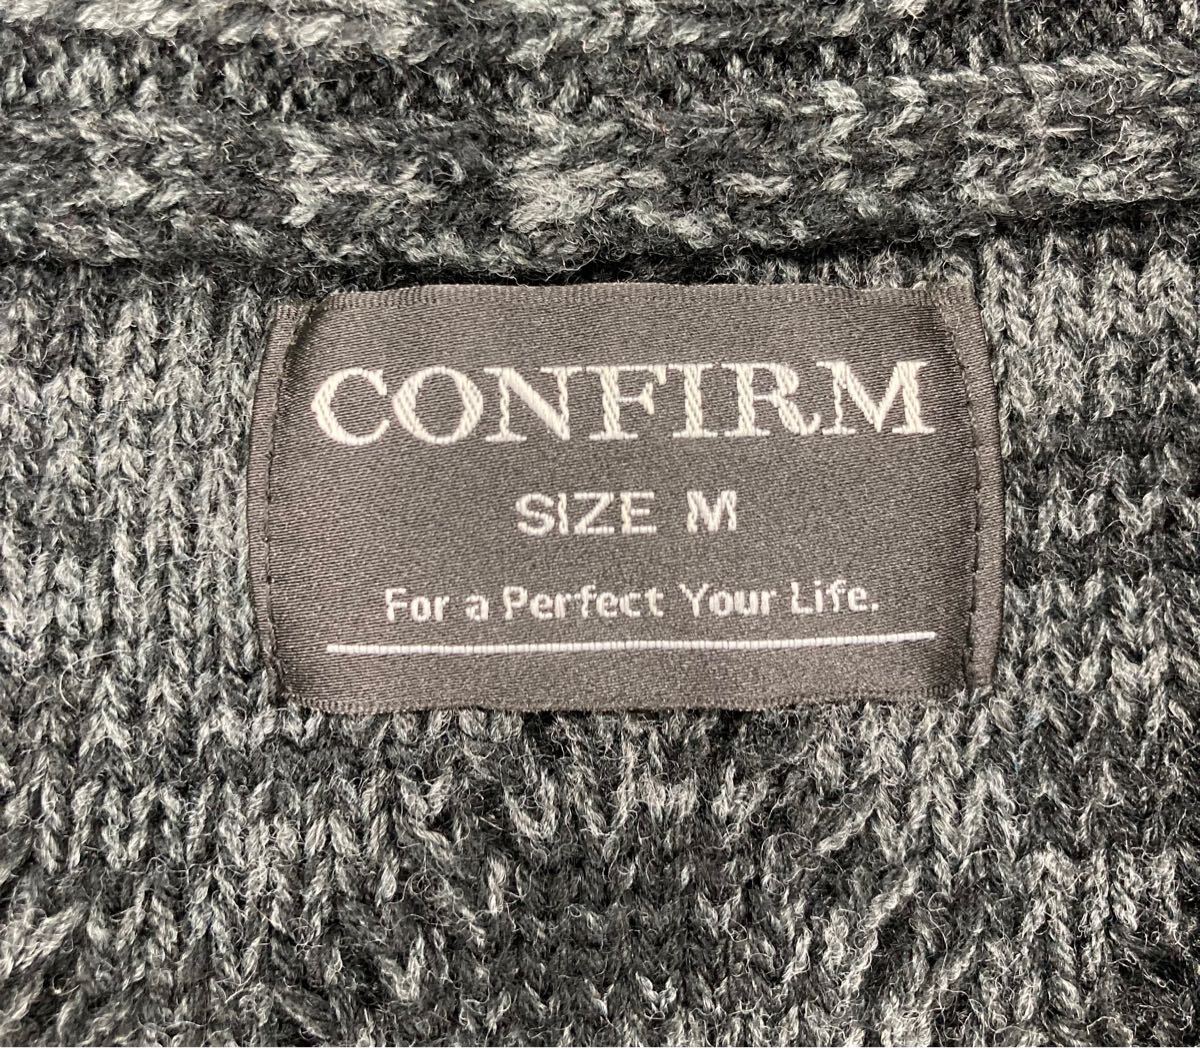 CONFIRM
SIZE M
For a Perfect Your Life.